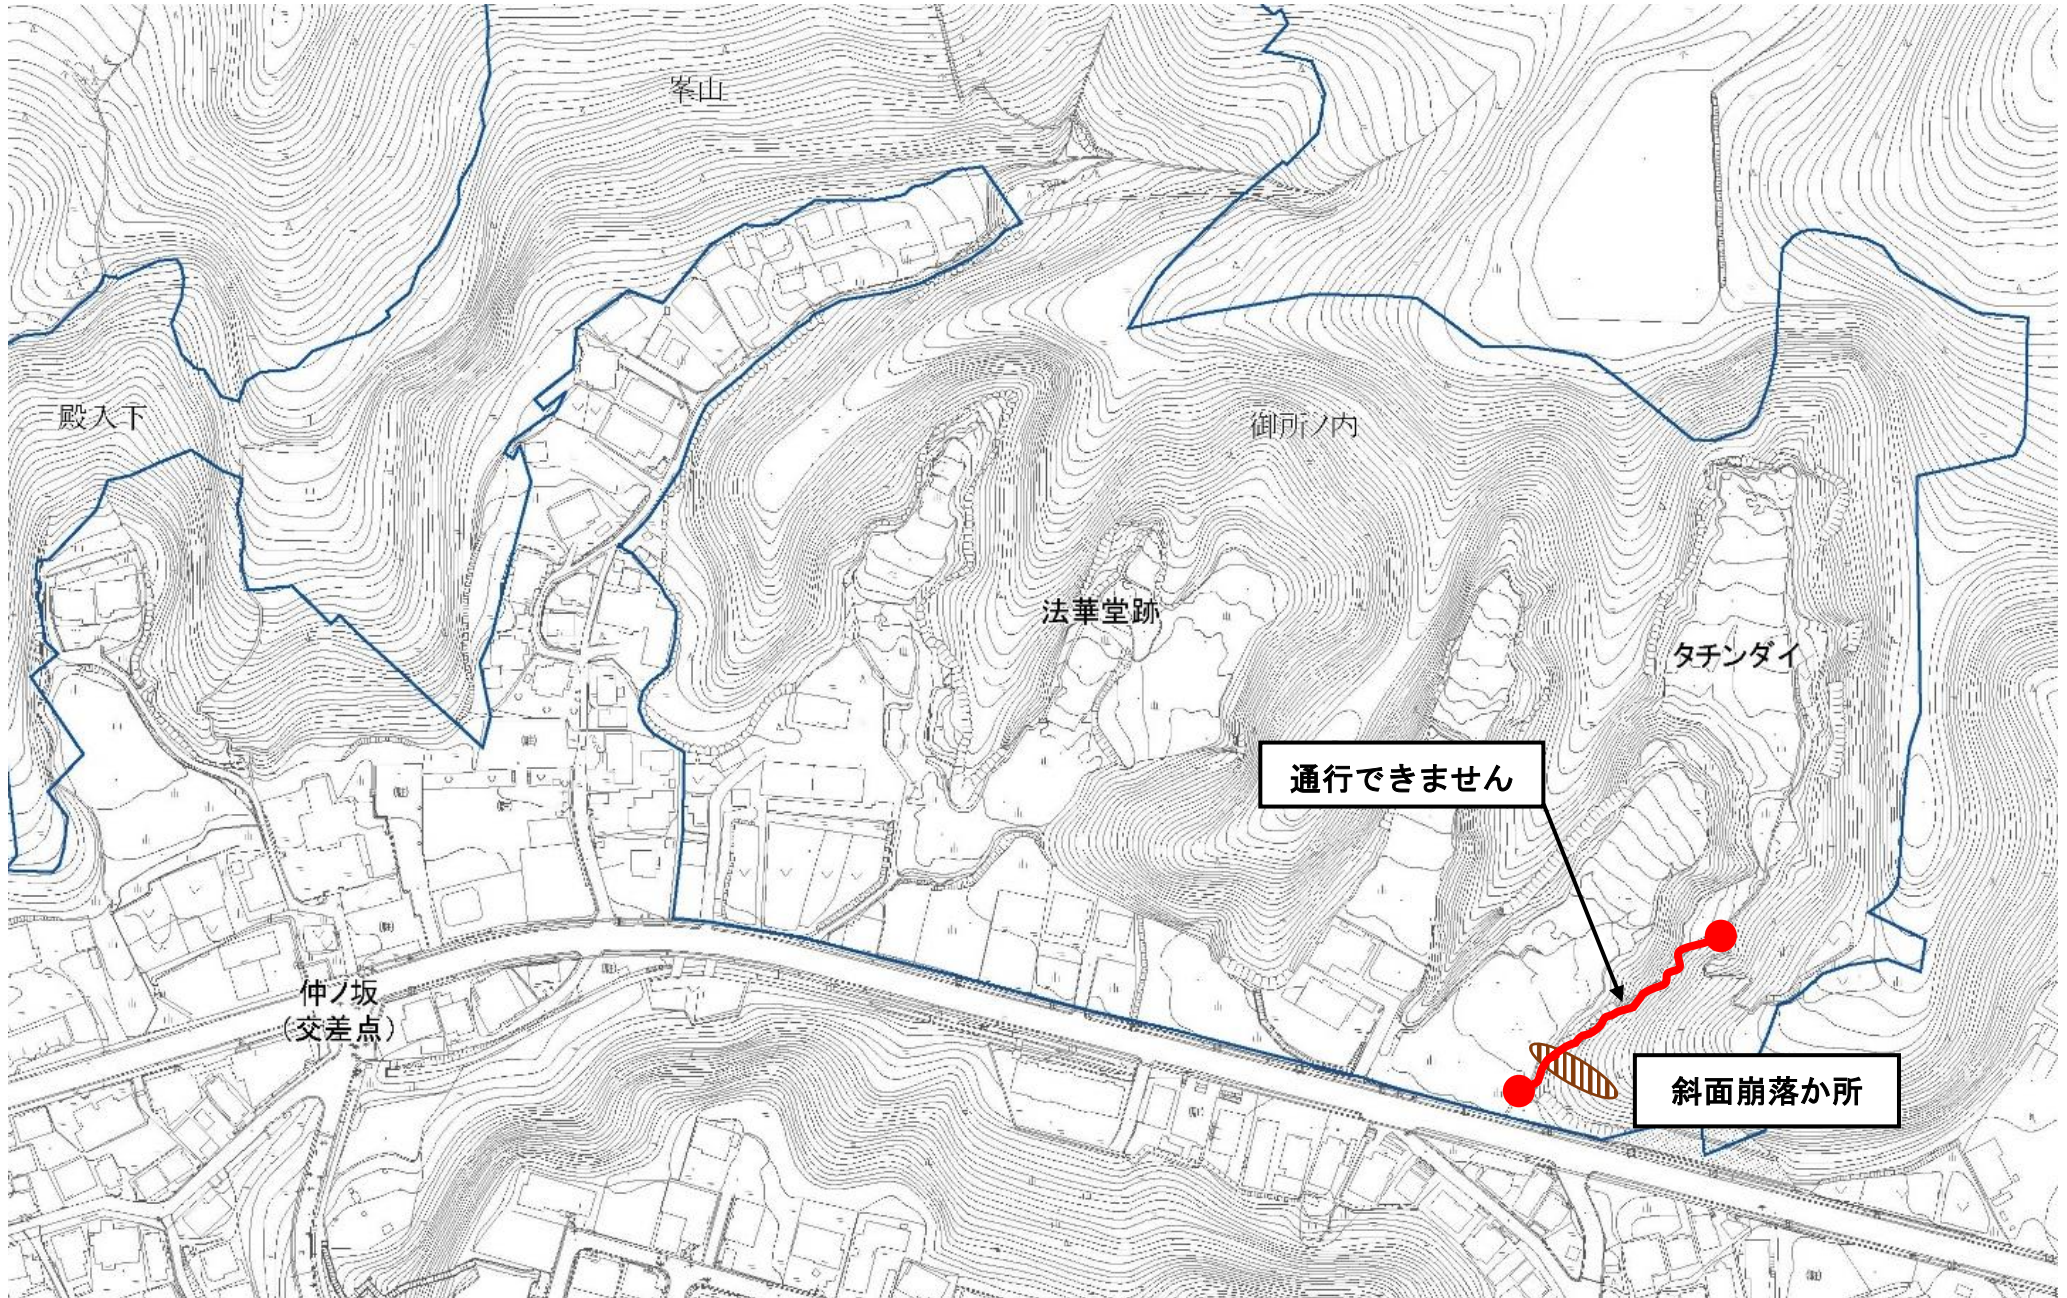 峯山
三殿入下
御所ノ内
法華堂跡
タチンダイ
通行できません
仲ノ坂
(交差点)
斜面崩落か所